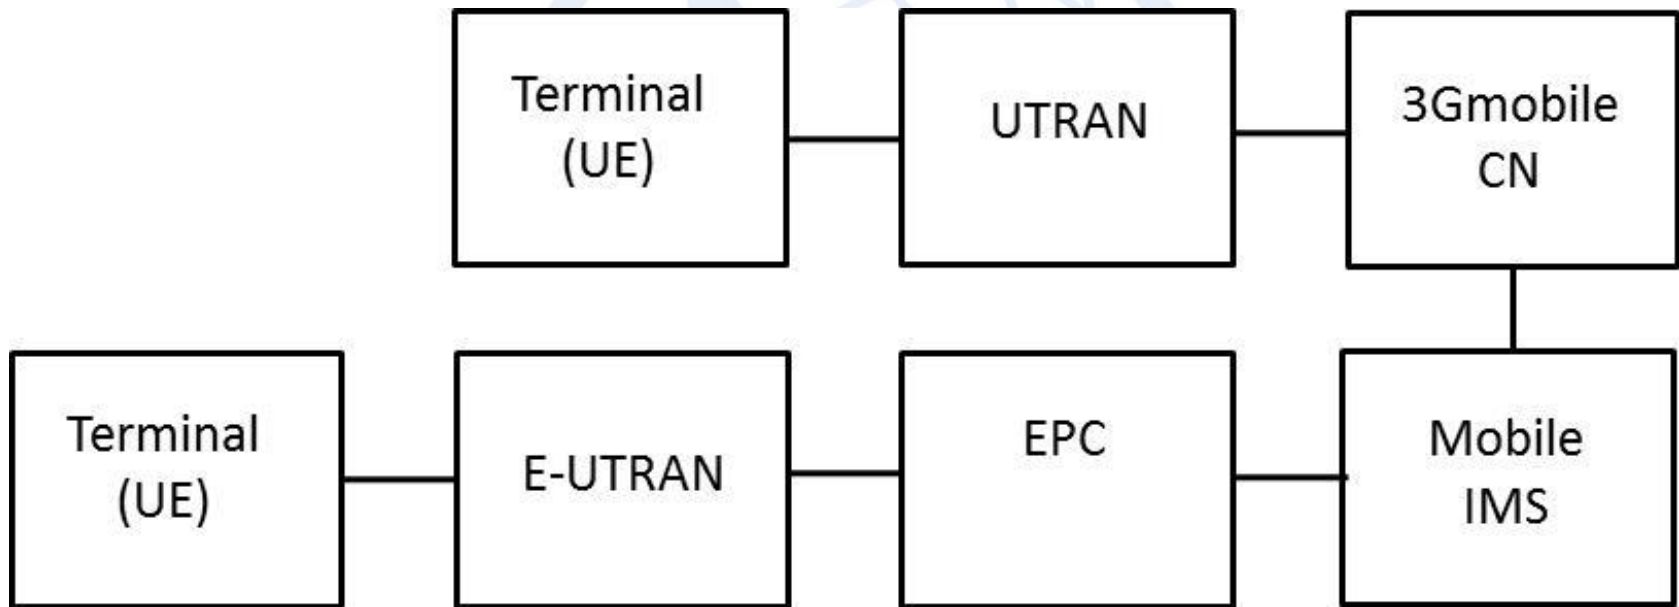 Terminal
(UE)
UTRAN
3Gmobile
CN
Terminal
(UE)
E-UTRAN
EPC
Mobile
IMS